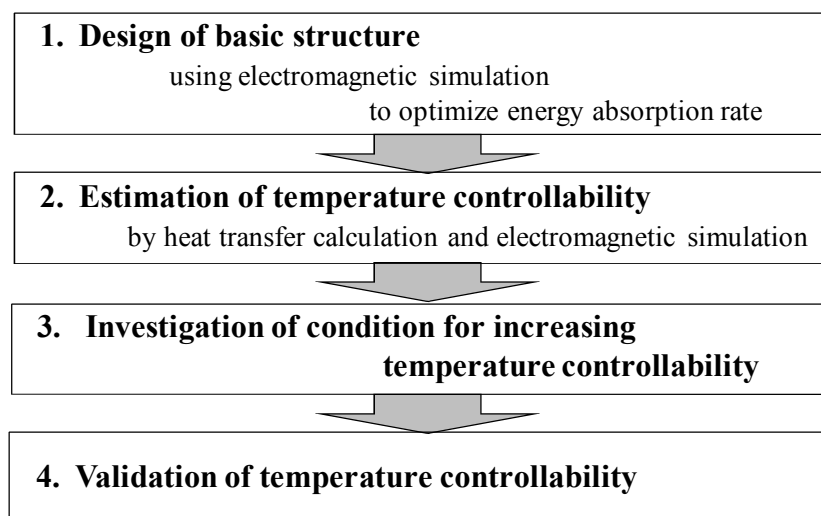 1. Design of basic structure
using electromagnetic simulation
to optimize energy absorption rate
2. Estimation of temperature controllability
by heat transfer calculation and electromagnetic simulation
3. Investigation of condition for increasing
temperature controllability
4. Validation of temperature controllability